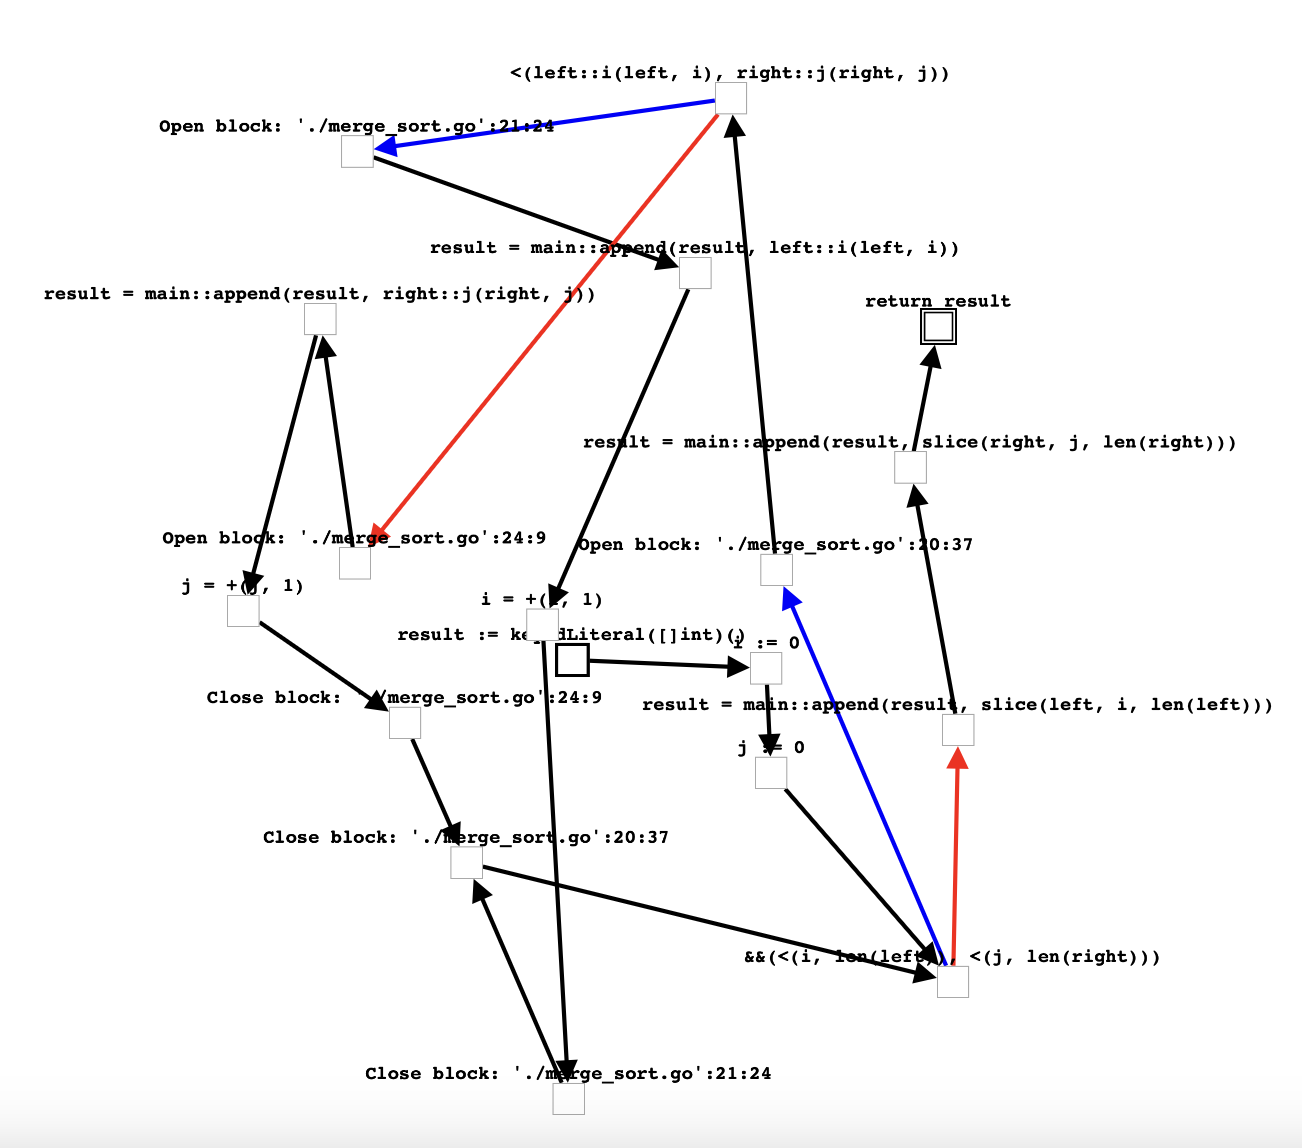 <(left::i(left, i), right::j(right, j))
Open block: './merge_sort.go':21:24
result = main::append(result, left::i(left, i))
result = main::append(result, right::j(right, j))
return result
result = main::append(result, slice(right, j, len(right)))
Open block: './merge_sort.go':24:9
Open block: './merge_sort.go':20:37
j = +(j, 1)
i = +(i, 1)
result := keyedLiteral([]int)()
i := 0
Close block: './merge_sort.go':24:9
result = main::append(result, slice(left, i, len(left)))
j := 0
Close block: './merge_sort.go':20:37
&&(<(i, len(left)), <(j, len(right)))
Close block: './merge_sort.go':21:24